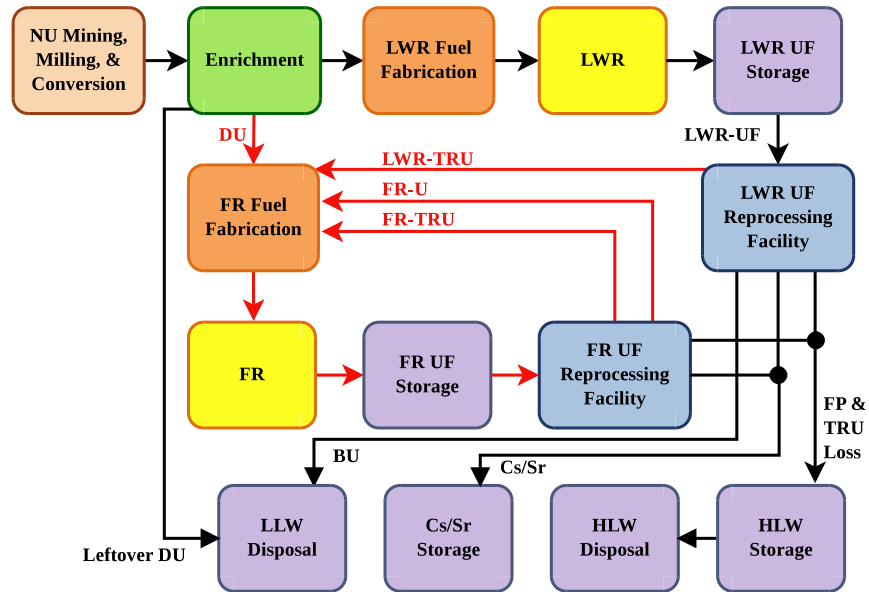 NU Mining,
Milling, &
Conversion
Enrichment
LWR Fuel
Fabrication
LWR
LWR UF
Storage
DU
LWR-UF
LWR-TRU
FR-U
FR-TRU
FR Fuel
Fabrication
LWR UF
Reprocessing
Facility
FR
FR UF
Storage
FR UF
Reprocessing
Facility
FP &
TRU
Loss
BU
Cs/Sr
Leftover DU
LLW
Disposal
Cs/Sr
Storage
HLW
Disposal
HLW
Storage